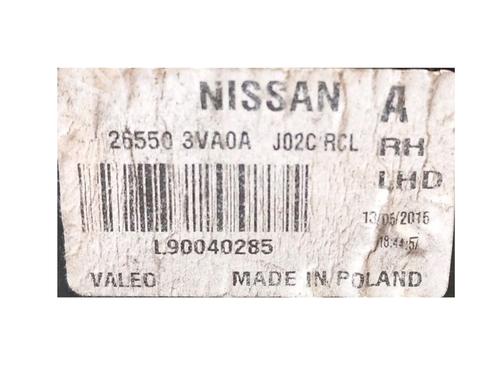 NISSAN A
26550 3VA0A J02C RCL RH
LHD
13/05/2015
18:44:57
L90040285
VALEO MADE IN POLAND